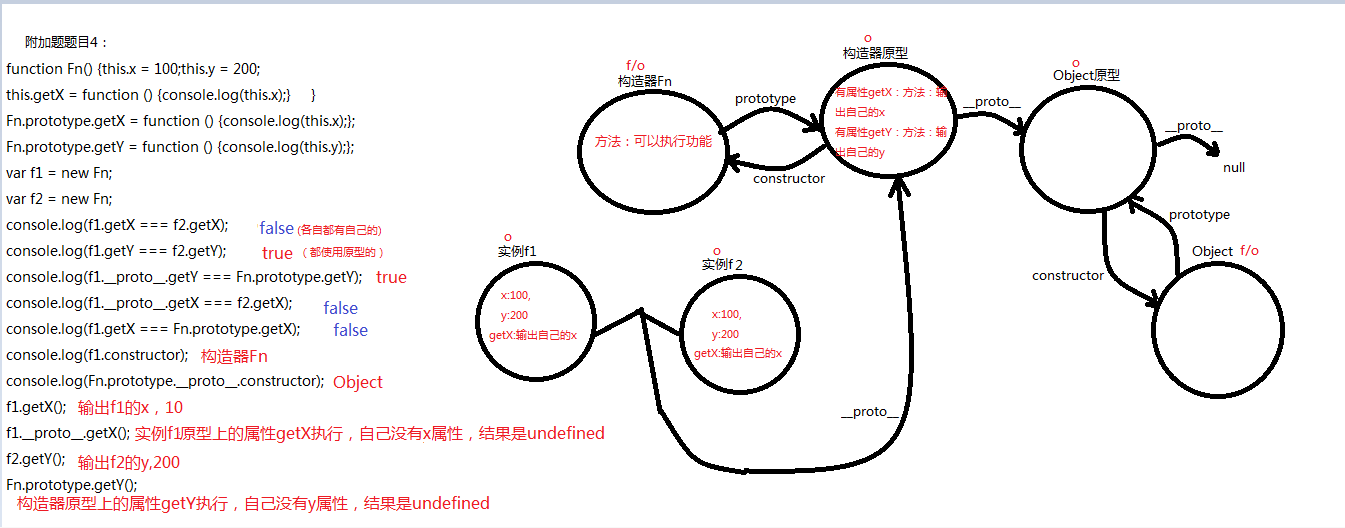 附加题题目4：
function Fn() {this.x = 100;this.y = 200;
this.getX = function () {console.log(this.x);} }
Fn.prototype.getX = function () {console.log(this.x);};
Fn.prototype.getY = function () {console.log(this.y);};
var f1 = new Fn;
var f2 = new Fn;
console.log(f1.getX === f2.getX); false (各自都有自己的)
console.log(f1.getY === f2.getY); true （都使用原型的）
console.log(f1.__proto__.getY === Fn.prototype.getY); true
console.log(f1.__proto__.getX === f2.getX); false
console.log(f1.getX === Fn.prototype.getX); false
console.log(f1.constructor); 构造器Fn
console.log(Fn.prototype.__proto__.constructor); Object
f1.getX(); 输出f1的x，10
f1.__proto__.getX(); 实例f1原型上的属性getX执行，自己没有x属性，结果是undefined
f2.getY(); 输出f2的y,200
Fn.prototype.getY();
构造器原型上的属性getY执行，自己没有y属性，结果是undefined
f/o
构造器Fn
方法：可以执行功能
prototype
constructor
o
构造器原型
有属性getX：方法：输
出自己的x
有属性getY：方法：输
出自己的y
__proto__
o
Object原型
__proto__
null
prototype
constructor
Object f/o
o
实例f1
x:100,
y:200
getX:输出自己的x
o
实例f２
x:100,
y:200
getX:输出自己的x
__proto__